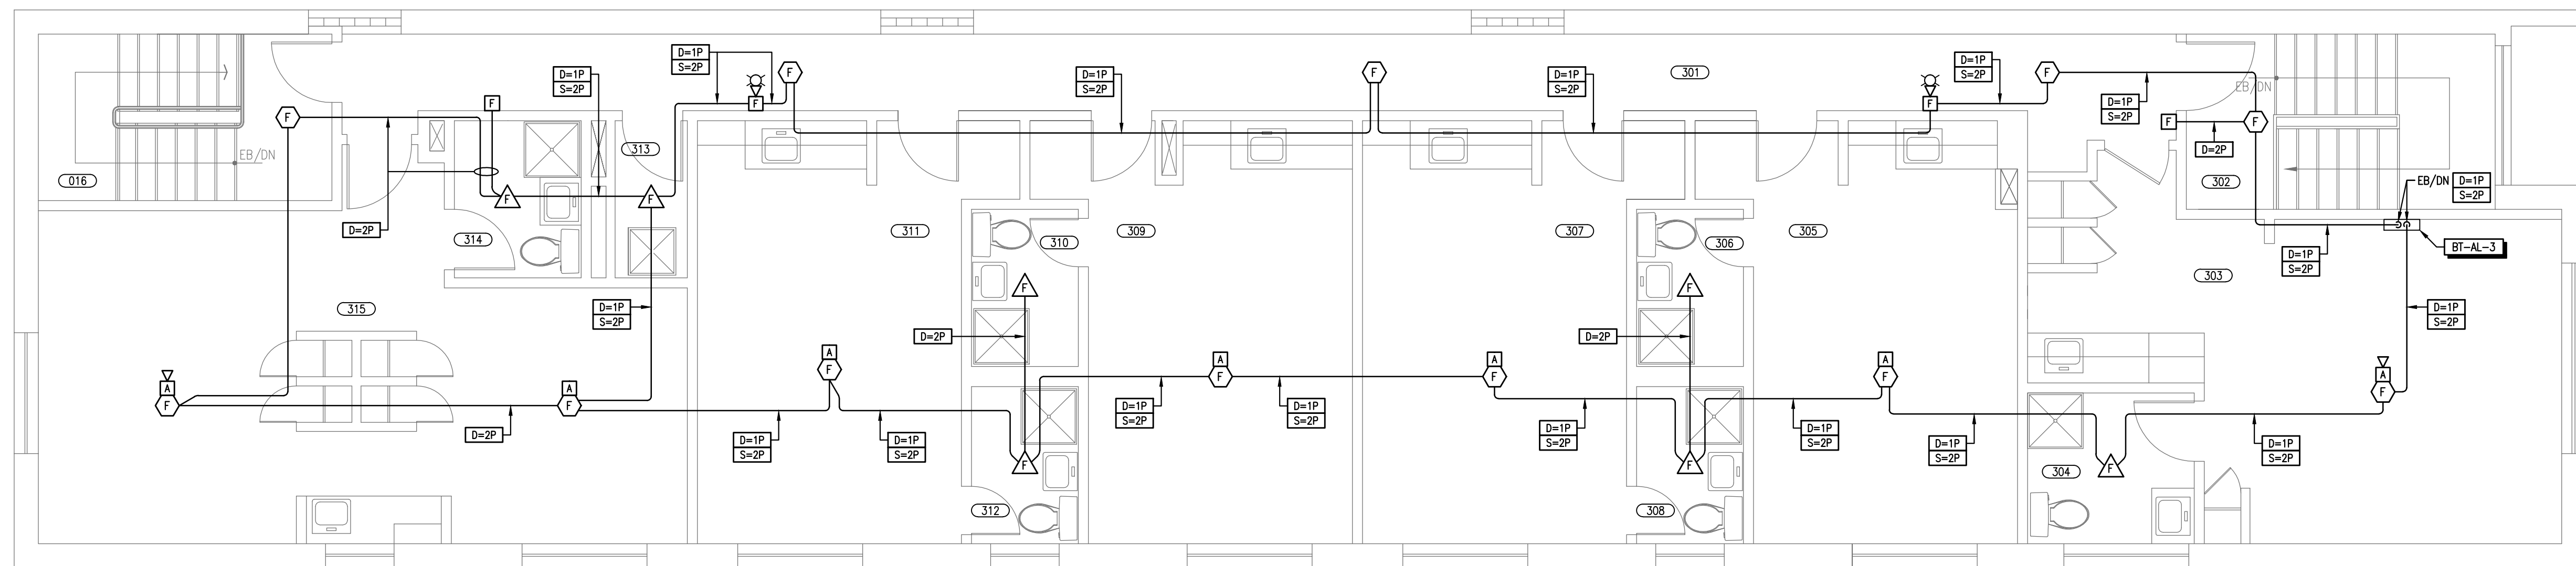 D=1P
S=2P
F
F
F
301
D=1P
S=2P
F
D=1P
S=2P
D=1P
S=2P
D=1P
S=2P
D=1P
S=2P
EB/DN
F
F
F
F
D=1P
S=2P
F
F
D=2P
313
EB/DN
016
302
EB/DN
D=1P
S=2P
F
F
D=2P
314
311
310
309
307
306
305
D=1P
S=2P
BT-AL-3
303
F
F
315
D=1P
S=2P
D=1P
S=2P
D=2P
D=2P
A
F
A
F
A
F
A
F
A
F
A
F
A
F
D=2P
D=1P
S=2P
D=1P
S=2P
D=1P
S=2P
D=1P
S=2P
D=1P
S=2P
D=1P
S=2P
D=1P
S=2P
D=1P
S=2P
F
F
F
304
312
308